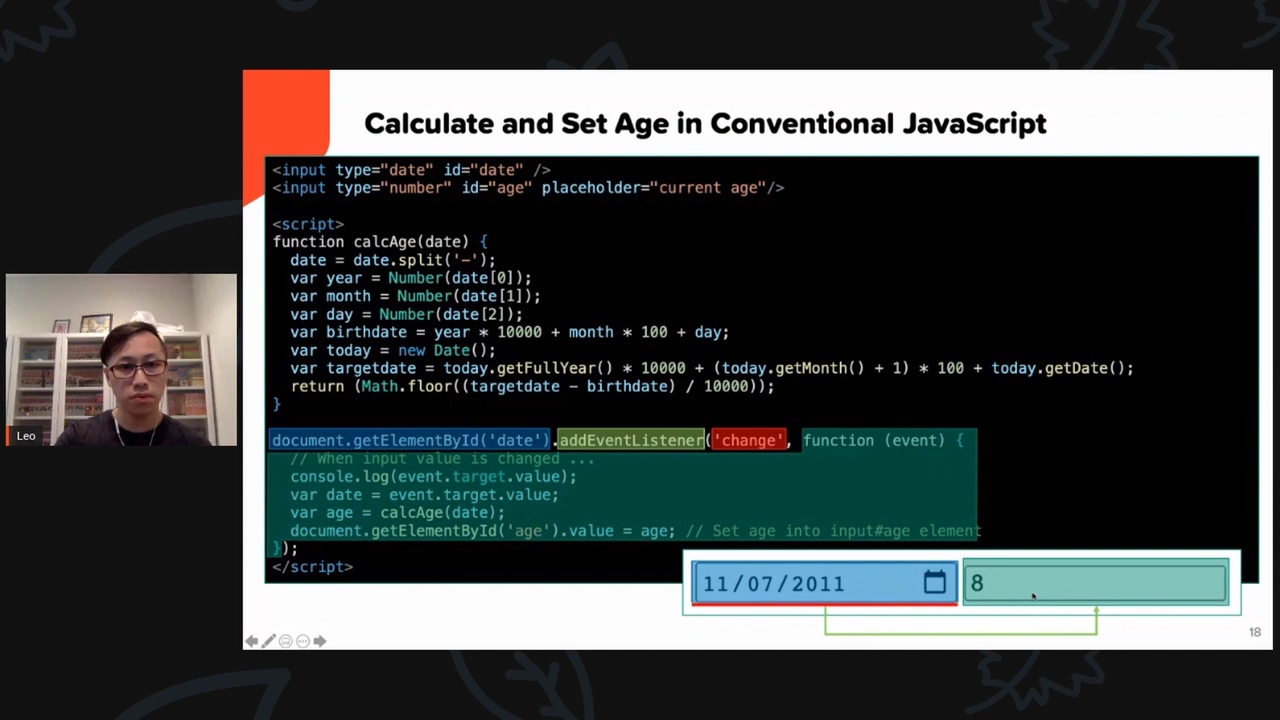 Calculate and Set Age in Conventional JavaScript
<input type="date" id="date" />
<input type="number" id="age" placeholder="current age"/>
<script>
function calcAge(date) {
date = date.split('-');
var year = Number(date[0]);
var month = Number(date[1]);
var day = Number(date[2]);
var birthdate = year * 10000 + month * 100 + day;
var today = new Date();
var targetdate = today.getFullYear() * 10000 + (today.getMonth() + 1) * 100 + today.getDate();
return (Math.floor((targetdate - birthdate) / 10000));
}
document.getElementById('date').addEventListener('change', function (event) {
// When input value is changed ...
console.log(event.target.value);
var date = event.target.value;
var age = calcAge(date);
document.getElementById('age').value = age; // Set age into input#age element
});
</script>
11/07/2011
8
18
Leo